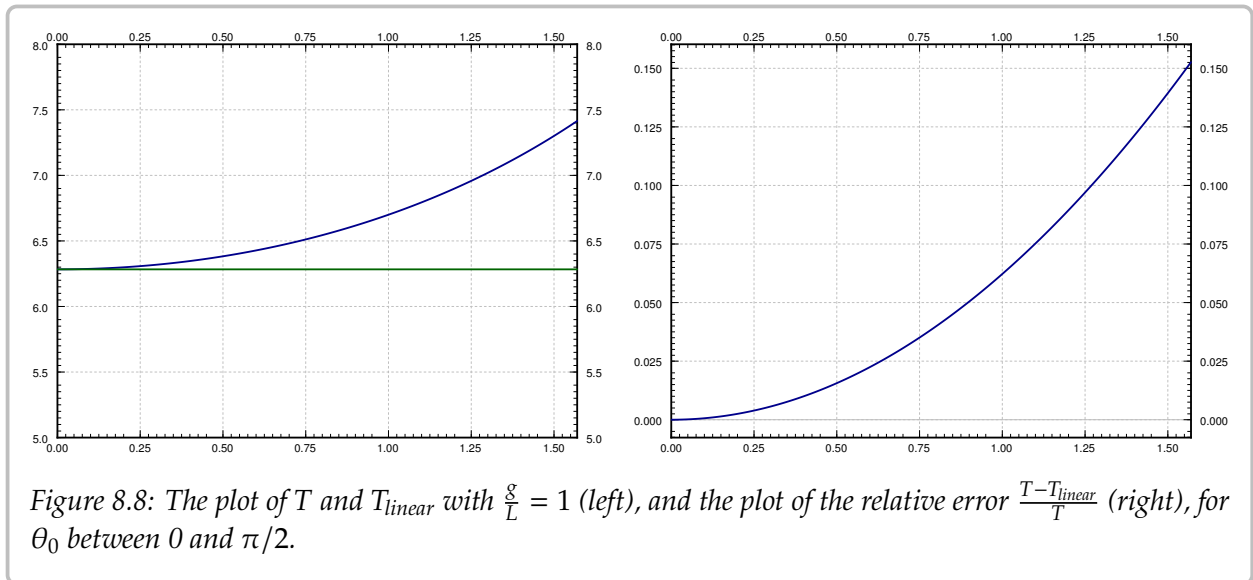 0.00 0.25 0.50 0.75 1.00 1.25 1.50
8.0 8.0
7.5 7.5
7.0 7.0
6.5 6.5
6.0 6.0
5.5 5.5
5.0 5.0
0.00 0.25 0.50 0.75 1.00 1.25 1.50
0.00 0.25 0.50 0.75 1.00 1.25 1.50
0.150 0.150
0.125 0.125
0.100 0.100
0.075 0.075
0.050 0.050
0.025 0.025
0.000 0.000
0.00 0.25 0.50 0.75 1.00 1.25 1.50
Figure 8.8: The plot of T and T_{linear} with \frac{g}{L} = 1 (left), and the plot of the relative error \frac{T-T_{linear}}{T} (right), for
θ_0 between 0 and π/2.